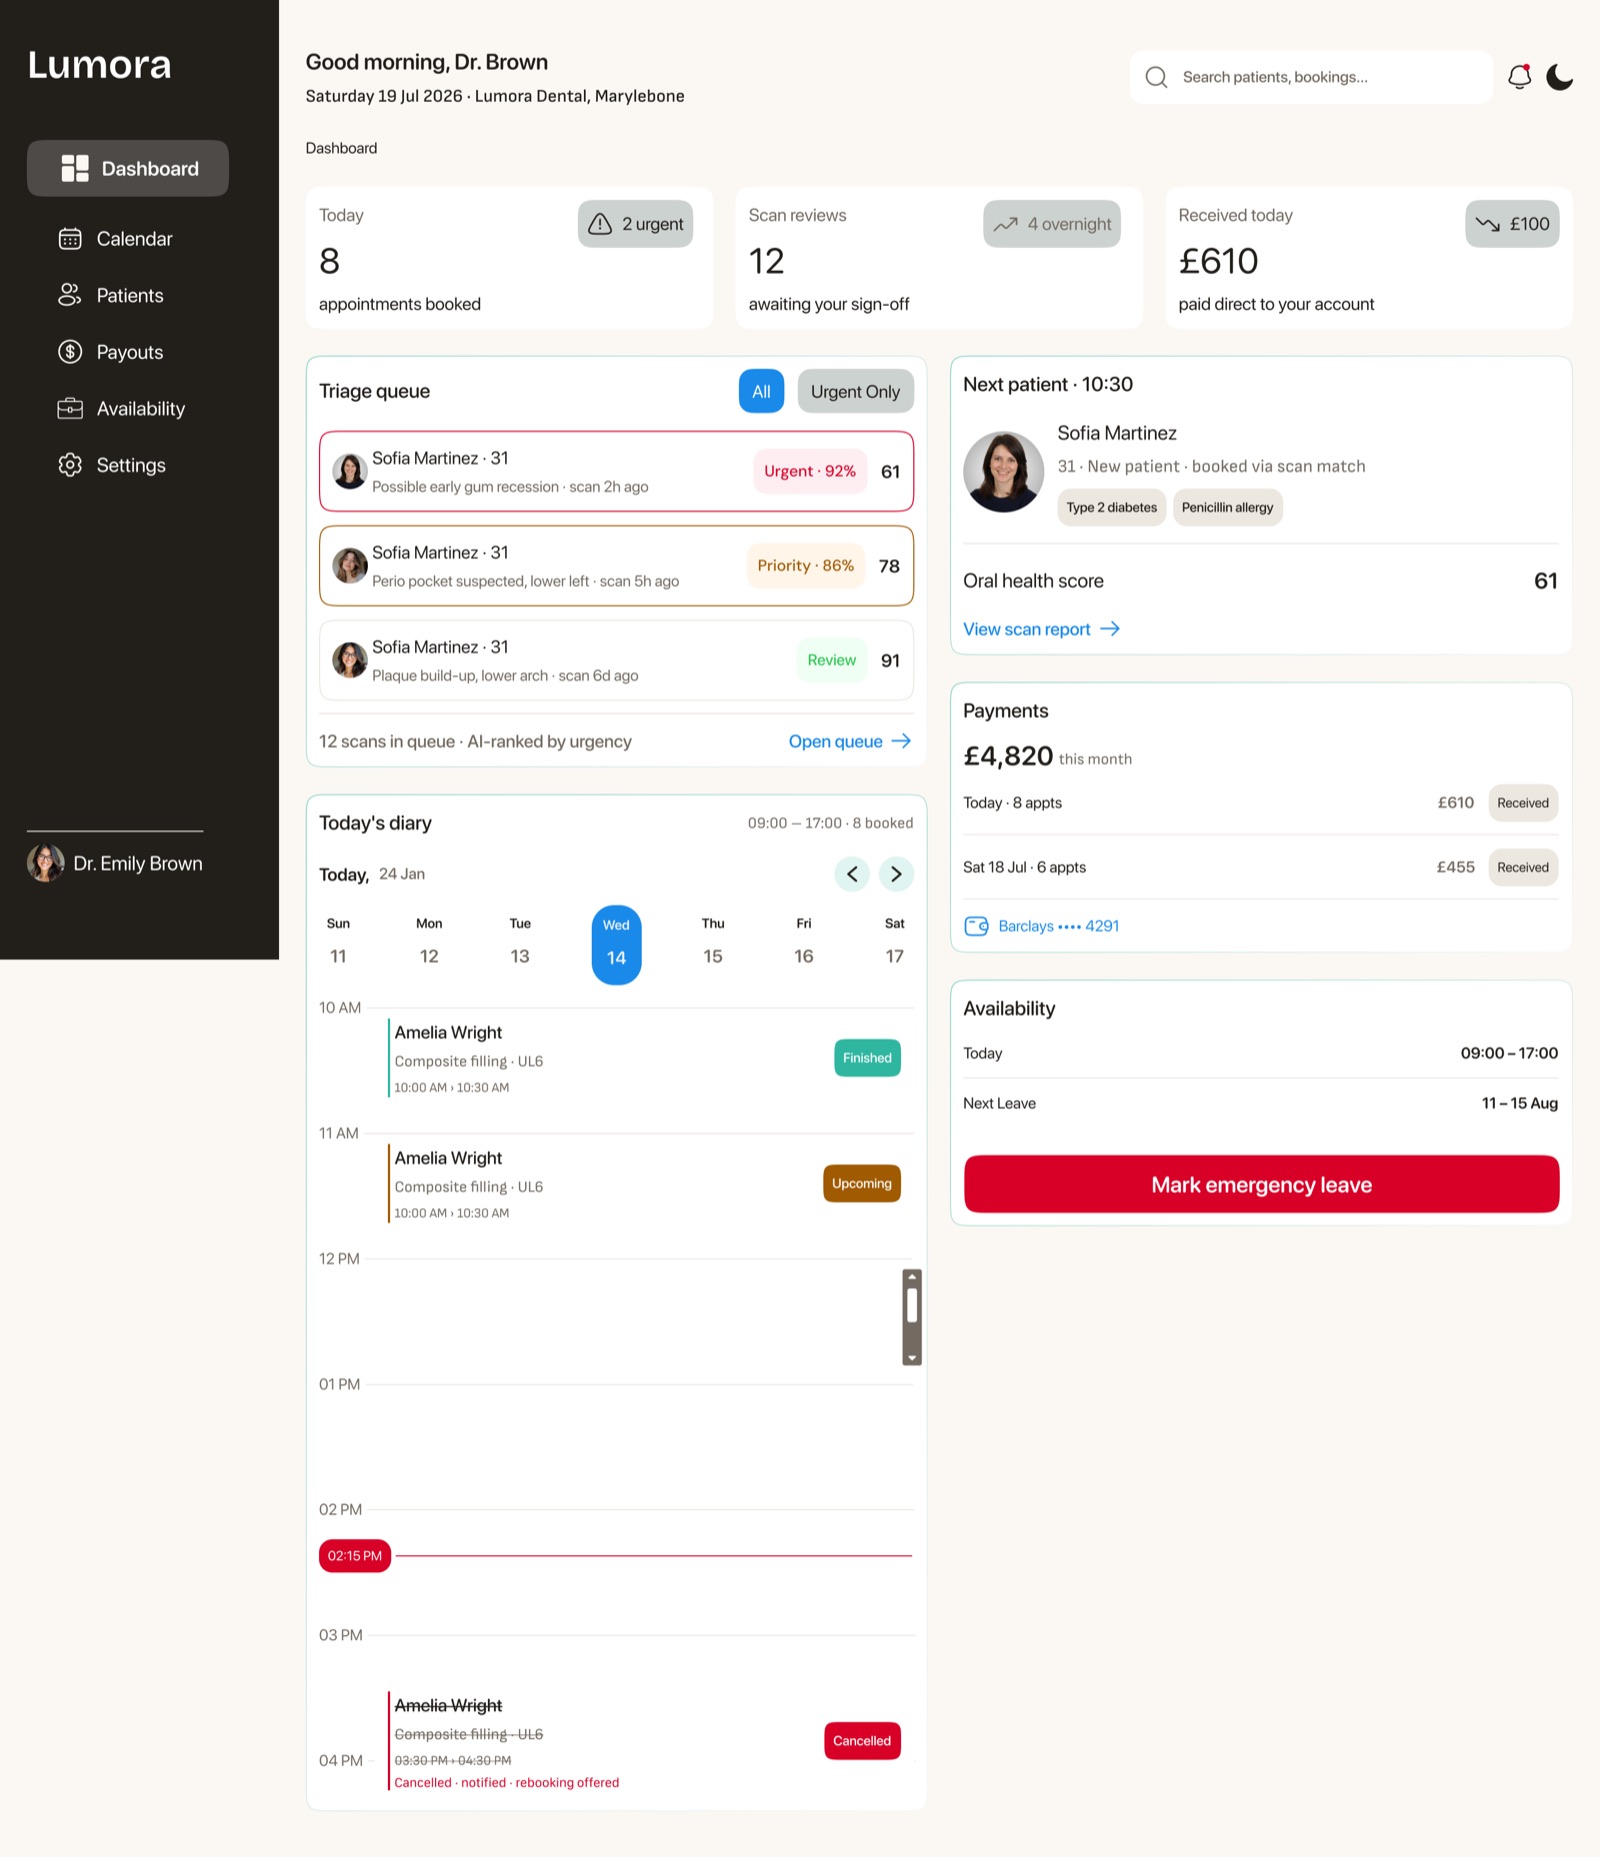 Lumora
Dashboard
Calendar
Patients
Payouts
Availability
Settings
Dr. Emily Brown
Good morning, Dr. Brown
Saturday 19 Jul 2026 · Lumora Dental, Marylebone
Search patients, bookings...
Dashboard
Today
2 urgent
8
appointments booked
Scan reviews
4 overnight
12
awaiting your sign-off
Received today
£100
£610
paid direct to your account
Triage queue
All
Urgent Only
Sofia Martinez · 31
Possible early gum recession · scan 2h ago
Urgent · 92%
61
Sofia Martinez · 31
Perio pocket suspected, lower left · scan 5h ago
Priority · 86%
78
Sofia Martinez · 31
Plaque build-up, lower arch · scan 6d ago
Review
91
12 scans in queue · AI-ranked by urgency
Open queue
Today's diary
09:00 – 17:00 · 8 booked
Today, 24 Jan
Sun Mon Tue Wed Thu Fri Sat
11 12 13 14 15 16 17
10 AM
Amelia Wright
Composite filling · UL6
10:00 AM › 10:30 AM
Finished
11 AM
Amelia Wright
Composite filling · UL6
10:00 AM › 10:30 AM
Upcoming
12 PM
01 PM
02 PM
02:15 PM
03 PM
Amelia Wright
Composite filling · UL6
04 PM
03:30 PM › 04:30 PM
Cancelled · notified · rebooking offered
Cancelled
Next patient · 10:30
Sofia Martinez
31 · New patient · booked via scan match
Type 2 diabetes
Penicillin allergy
Oral health score
61
View scan report
Payments
£4,820 this month
Today · 8 appts
£610
Received
Sat 18 Jul · 6 appts
£455
Received
Barclays •••• 4291
Availability
Today
09:00 – 17:00
Next Leave
11 – 15 Aug
Mark emergency leave